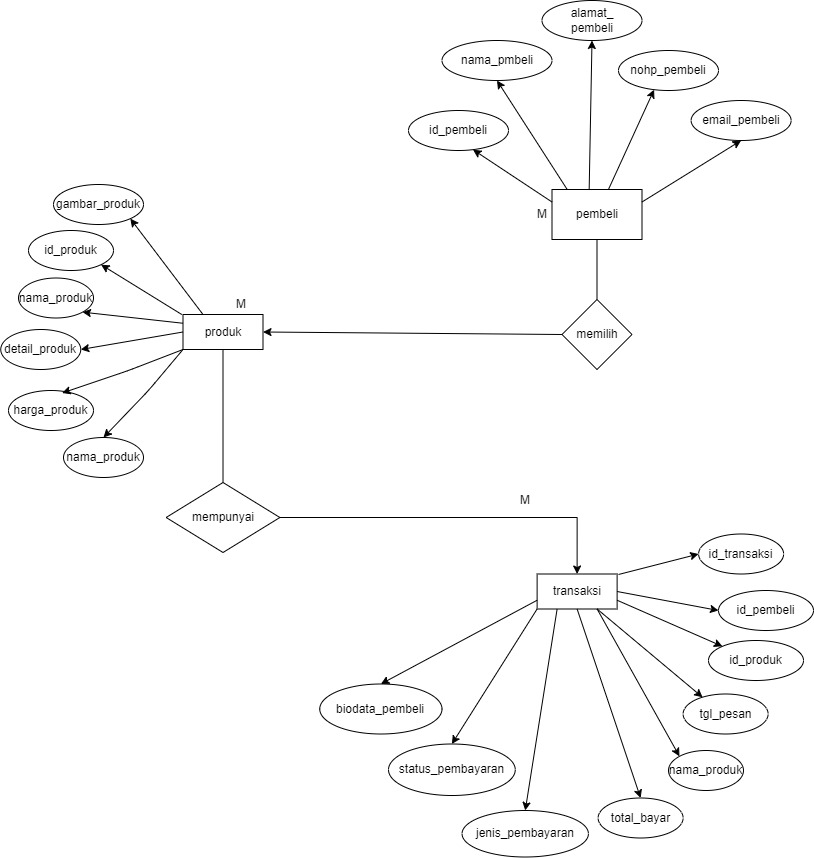 alamat_
pembeli
nama_pmbeli
nohp_pembeli
id_pembeli
email_pembeli
M
pembeli
gambar_produk
id_produk
nama_produk
M
produk
memilih
detail_produk
harga_produk
nama_produk
mempunyai
M
id_transaksi
transaksi
id_pembeli
id_produk
biodata_pembeli
tgl_pesan
status_pembayaran
nama_produk
total_bayar
jenis_pembayaran